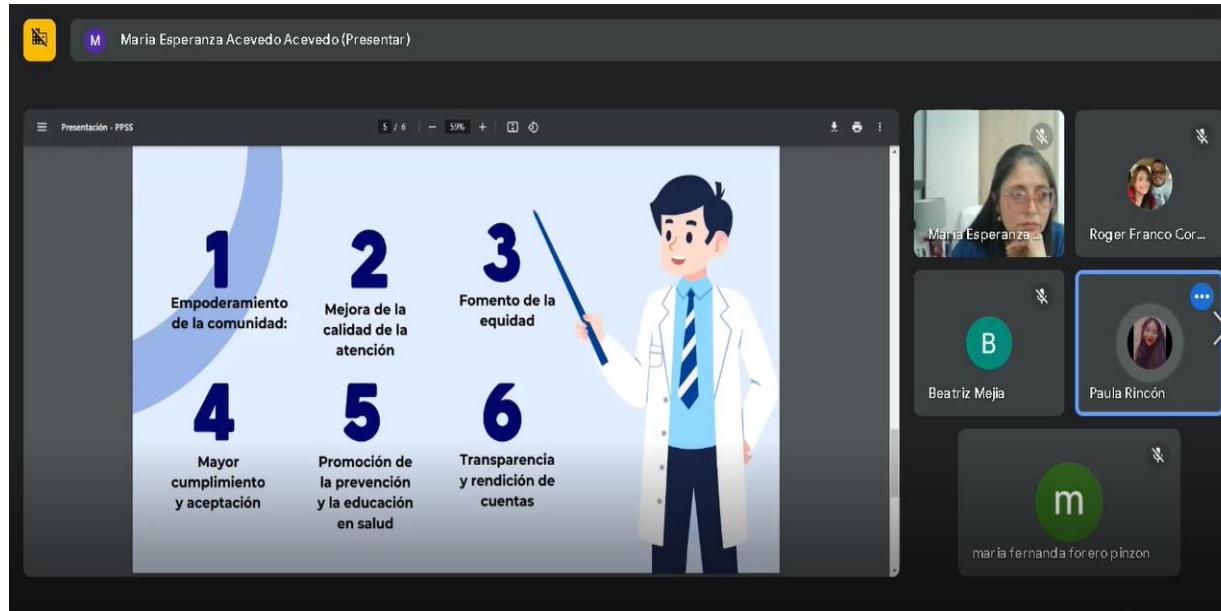 M María Esperanza Acevedo Acevedo (Presentar)
Presentación - PPSS 5 / 6 − 59% +
1
Empoderamiento
de la comunidad:
2
Mejora de la
calidad de la
atención
3
Fomento de la
equidad
4
Mayor
cumplimiento
y aceptación
5
Promoción de
la prevención
y la educación
en salud
6
Transparencia
y rendición de
cuentas
María Esperanza ...
Roger Franco Cor...
B
Beatriz Mejia
Paula Rincón
m
maria fernanda forero pinzon